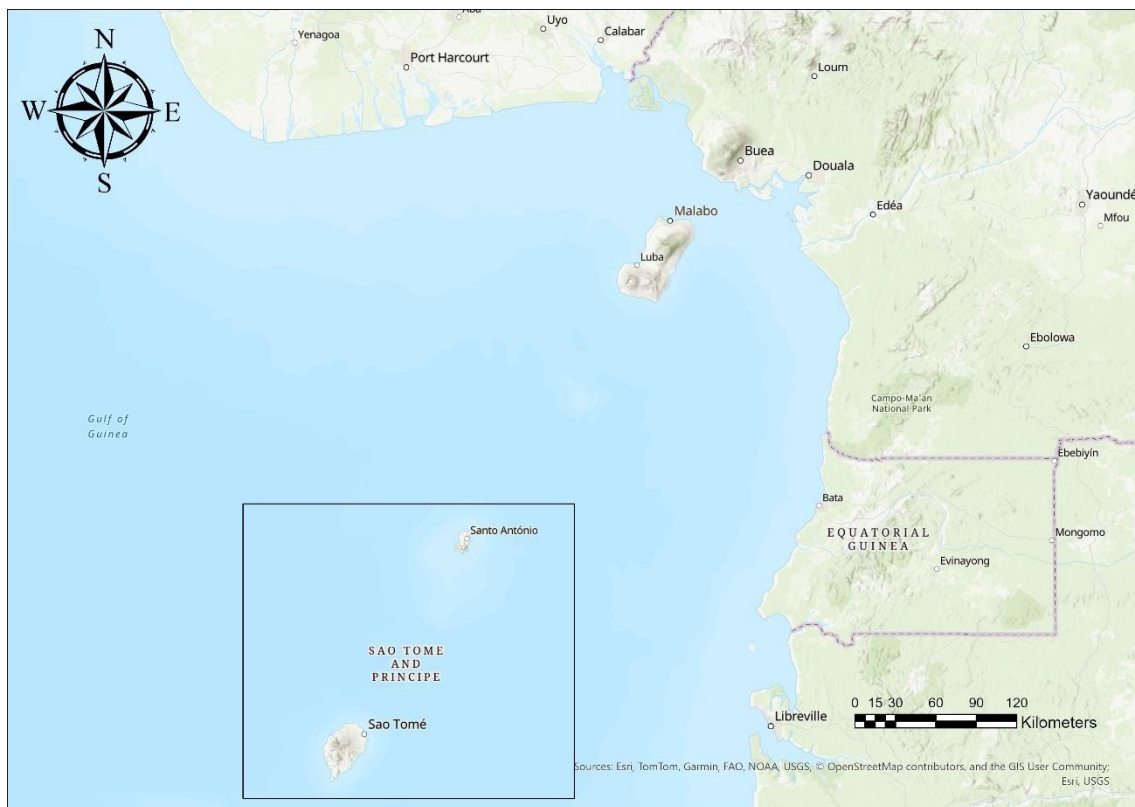 Aba
Uyo
Calabar
Yenagoa
Port Harcourt
N
W
E
S
Loum
Buea
Douala
Yaoundé
Edéa
Mfou
Malabo
Luba
Ebolowa
Campo-Ma'an
National Park
Gulf of
Guinea
Ebebiyín
Bata
Santo António
EQUATORIAL
GUINEA
Mongomo
Evinayong
SAO TOME
AND
PRINCIPE
Sao Tomé
Libreville
0 15 30 60 90 120
Kilometers
Sources: Esri, TomTom, Garmin, FAO, NOAA, USGS, © OpenStreetMap contributors, and the GIS User Community;
Esri, USGS